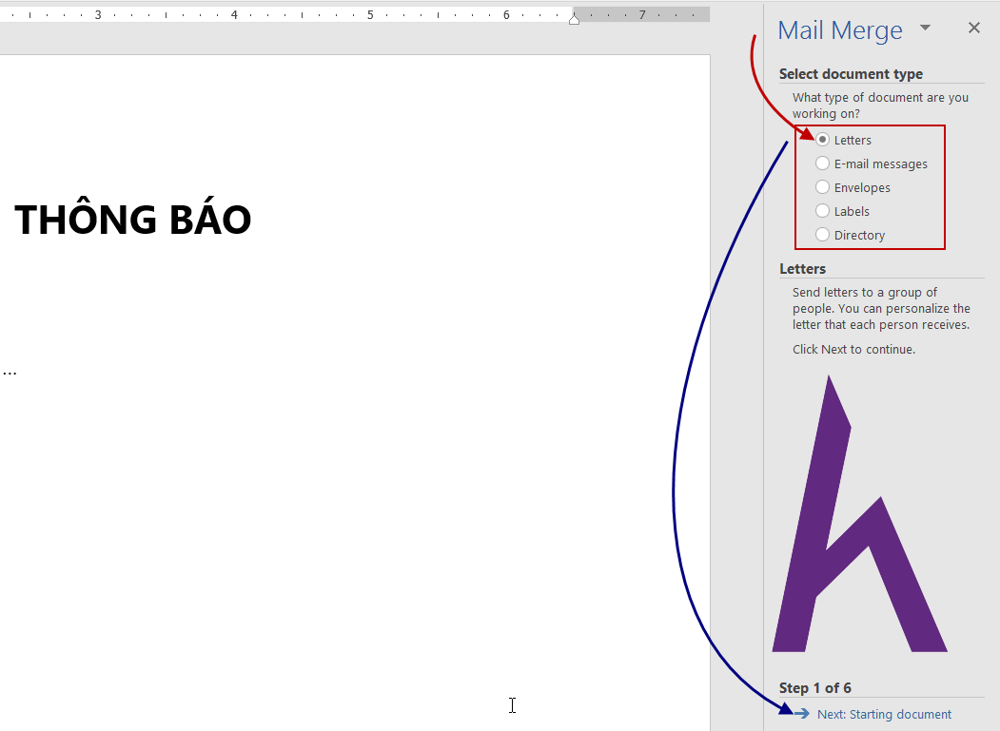 3 4 5 6 7
Mail Merge
Select document type
What type of document are you
working on?
Letters
E-mail messages
Envelopes
Labels
Directory
THÔNG BÁO
Letters
Send letters to a group of
people. You can personalize the
letter that each person receives.
Click Next to continue.
...
Step 1 of 6
Next: Starting document